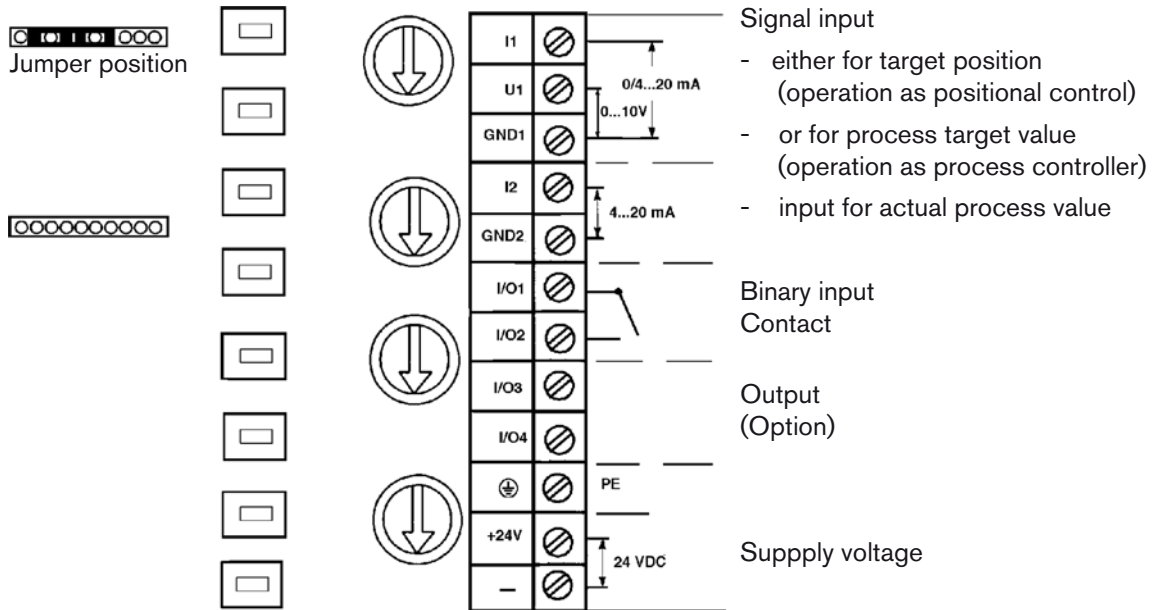 Jumper position
I1
U1
GND1
I2
GND2
I/O1
I/O2
I/O3
I/O4
+24V
–
0/4...20 mA
0...10V
4...20 mA
PE
24 VDC
Signal input
- either for target position
(operation as positional control)
- or for process target value
(operation as process controller)
- input for actual process value
Binary input
Contact
Output
(Option)
Suppply voltage